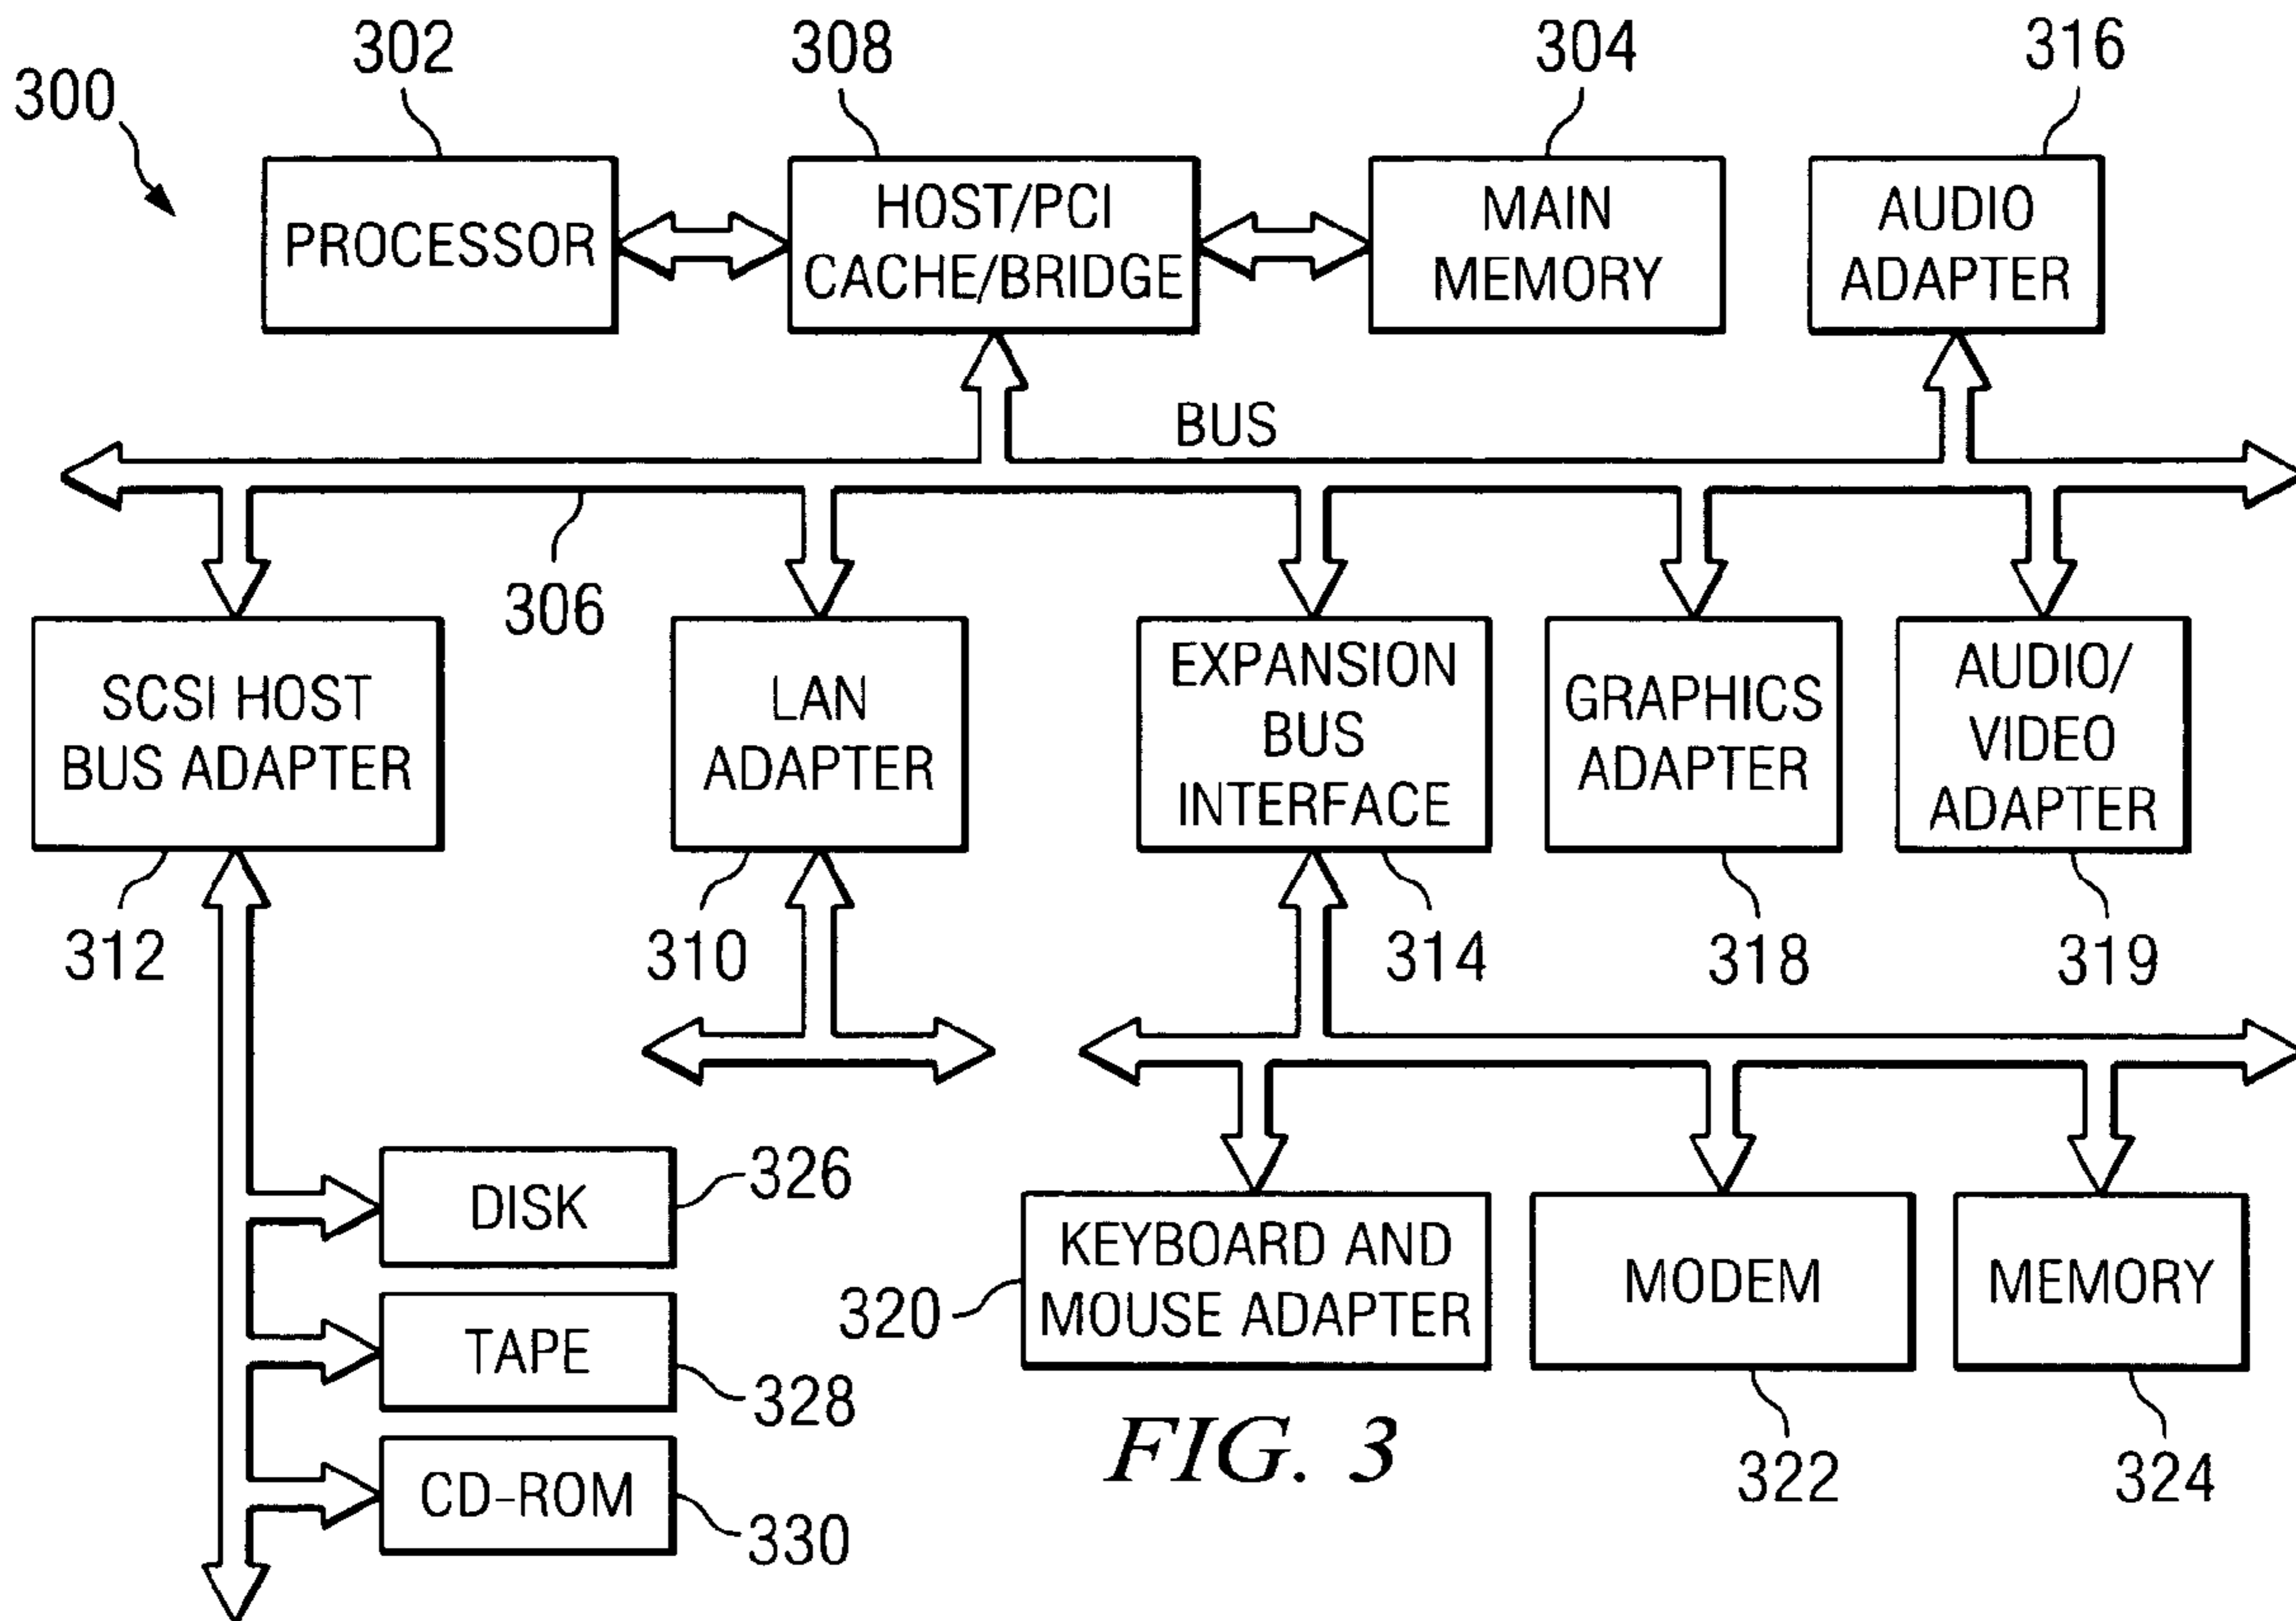 300
302
308
304
316
PROCESSOR
HOST/PCI
CACHE/BRIDGE
MAIN
MEMORY
AUDIO
ADAPTER
BUS
306
SCSI HOST
BUS ADAPTER
LAN
ADAPTER
EXPANSION
BUS
INTERFACE
GRAPHICS
ADAPTER
AUDIO/
VIDEO
ADAPTER
312
310
314
318
319
DISK
326
TAPE
328
CD-ROM
330
320
KEYBOARD AND
MOUSE ADAPTER
MODEM
MEMORY
322
324
FIG. 3